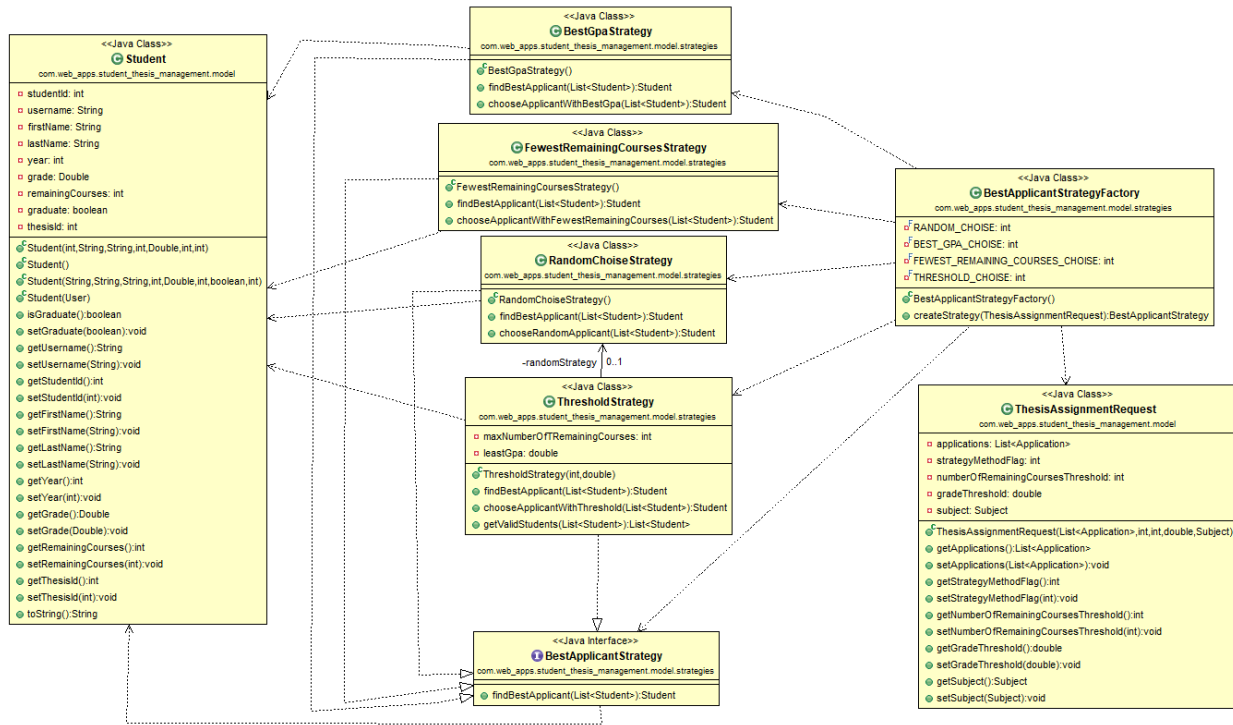 <<Java Class>>
Student
com.web_apps.student_thesis_management.model
studentId: int
username: String
firstName: String
lastName: String
year: int
grade: Double
remainingCourses: int
graduate: boolean
thesisId: int
Student(int,String,String,int,Double,int,int)
Student()
Student(String,String,String,int,Double,int,boolean,int)
Student(User)
isGraduate():boolean
setGraduate(boolean):void
getUsername():String
setUsername(String):void
getStudentId():int
setStudentId(int):void
getFirstName():String
setFirstName(String):void
getLastName():String
setLastName(String):void
getYear():int
setYear(int):void
getGrade():Double
setGrade(Double):void
getRemainingCourses():int
setRemainingCourses(int):void
getThesisId():int
setThesisId(int):void
toString():String
<<Java Class>>
BestGpaStrategy
com.web_apps.student_thesis_management.model.strategies
BestGpaStrategy()
findBestApplicant(List<Student>):Student
chooseApplicantWithBestGpa(List<Student>):Student
<<Java Class>>
FewestRemainingCoursesStrategy
com.web_apps.student_thesis_management.model.strategies
FewestRemainingCoursesStrategy()
findBestApplicant(List<Student>):Student
chooseApplicantWithFewestRemainingCourses(List<Student>):Student
<<Java Class>>
RandomChoiseStrategy
com.web_apps.student_thesis_management.model.strategies
RandomChoiseStrategy()
findBestApplicant(List<Student>):Student
chooseRandomApplicant(List<Student>):Student
-randomStrategy 0..1
<<Java Class>>
ThresholdStrategy
com.web_apps.student_thesis_management.model.strategies
maxNumberOfTRemainingCourses: int
leastGpa: double
ThresholdStrategy(int,double)
findBestApplicant(List<Student>):Student
chooseApplicantWithThreshold(List<Student>):Student
getValidStudents(List<Student>):List<Student>
<<Java Interface>>
I BestApplicantStrategy
com.web_apps.student_thesis_management.model.strategies
findBestApplicant(List<Student>):Student
<<Java Class>>
BestApplicantStrategyFactory
com.web_apps.student_thesis_management.model.strategies
RANDOM_CHOISE: int
BEST_GPA_CHOISE: int
FEWEST_REMAINING_COURSES_CHOISE: int
THRESHOLD_CHOISE: int
BestApplicantStrategyFactory()
createStrategy(ThesisAssignmentRequest):BestApplicantStrategy
<<Java Class>>
ThesisAssignmentRequest
com.web_apps.student_thesis_management.model
applications: List<Application>
strategyMethodFlag: int
numberOfRemainingCoursesThreshold: int
gradeThreshold: double
subject: Subject
ThesisAssignmentRequest(List<Application>,int,int,double,Subject)
getApplications():List<Application>
setApplications(List<Application>):void
getStrategyMethodFlag():int
setStrategyMethodFlag(int):void
getNumberOfRemainingCoursesThreshold():int
setNumberOfRemainingCoursesThreshold(int):void
getGradeThreshold():double
setGradeThreshold(double):void
getSubject():Subject
setSubject(Subject):void